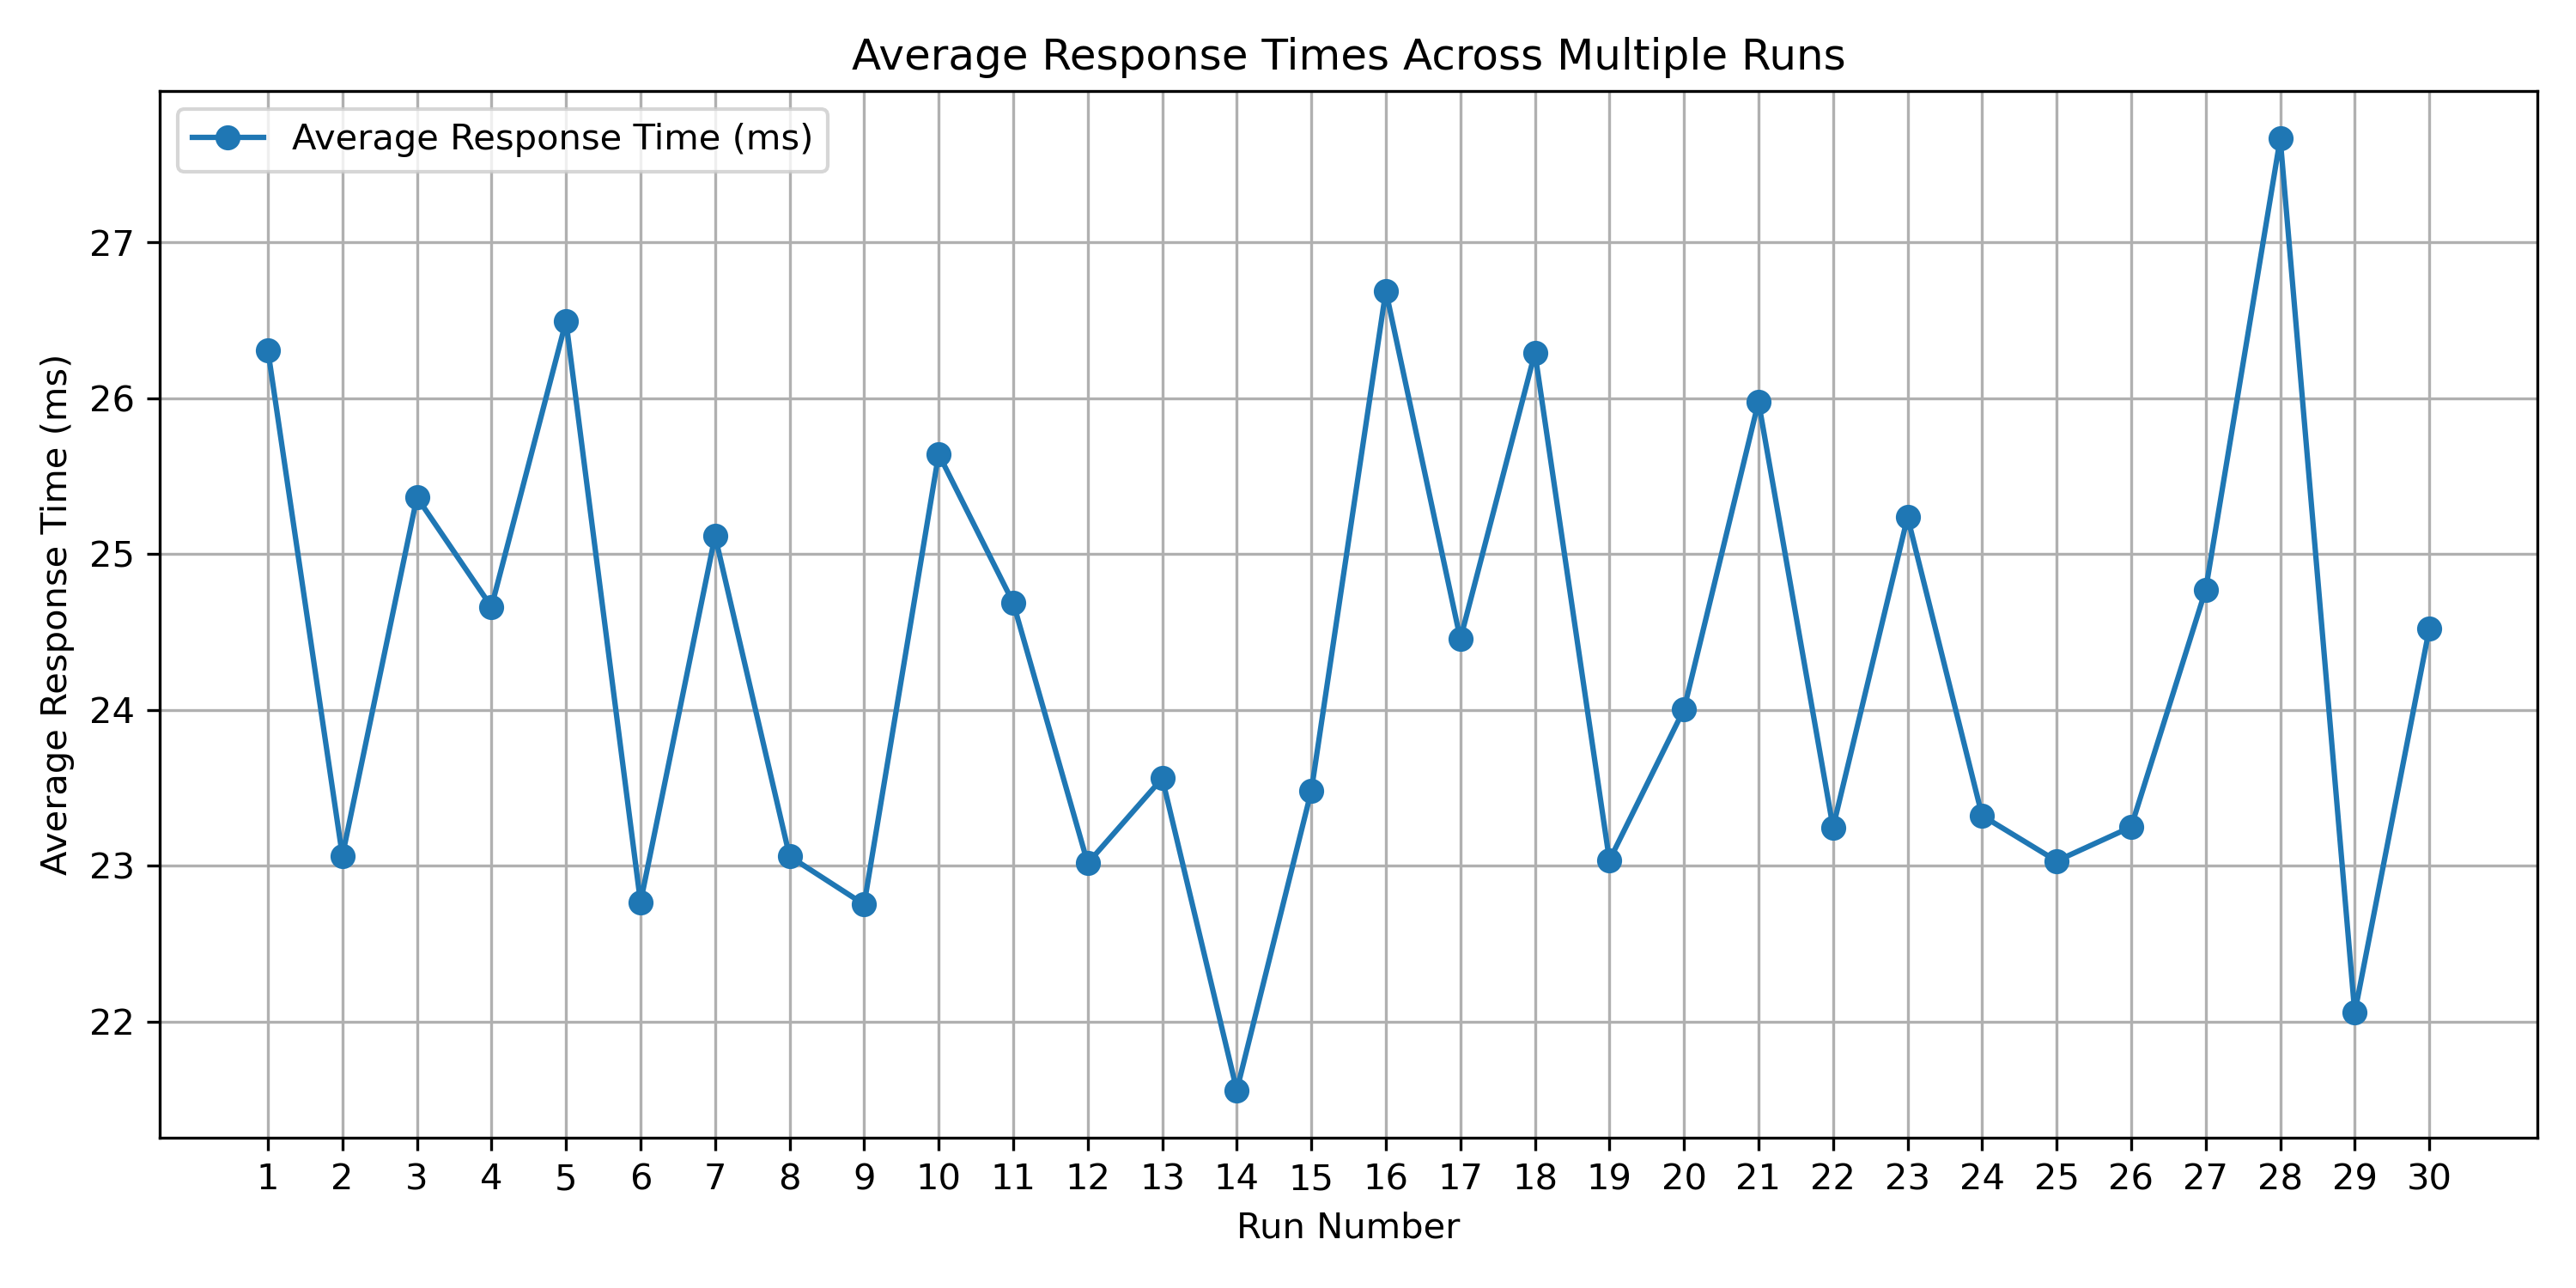 Average Response Times Across Multiple Runs
Average Response Time (ms)
Average Response Time (ms)
27
26
25
24
23
22
1 2 3 4 5 6 7 8 9 10 11 12 13 14 15 16 17 18 19 20 21 22 23 24 25 26 27 28 29 30
Run Number